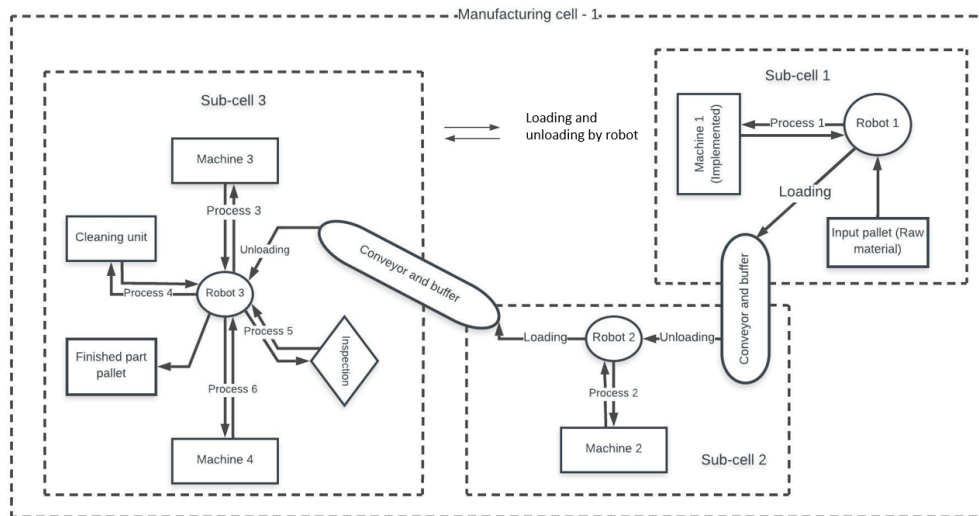 Manufacturing cell - 1
Sub-cell 1
Machine 1
(Implemented)
Process 1
Robot 1
Loading
Input pallet (Raw
material)
Conveyor and buffer
Loading and
unloading by robot
Sub-cell 3
Machine 3
Process 3
Cleaning unit
Unloading
Process 4
Robot 3
Conveyor and buffer
Process 5
Inspection
Finished part
pallet
Process 6
Machine 4
Loading
Robot 2
Unloading
Process 2
Machine 2
Sub-cell 2